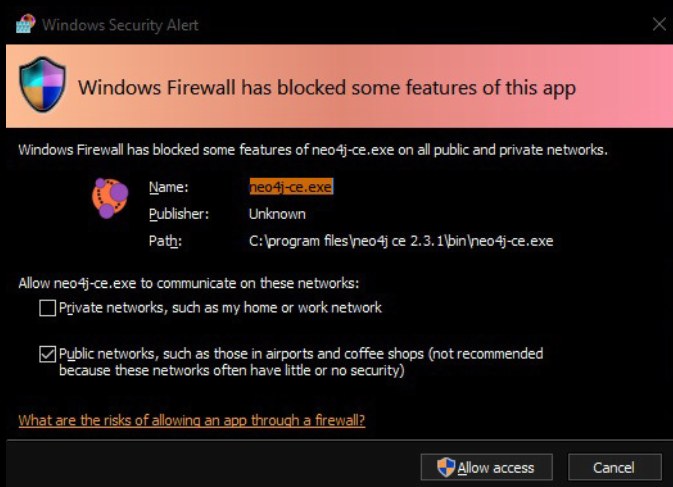 Windows Security Alert
Windows Firewall has blocked some features of this app
Windows Firewall has blocked some features of neo4j-ce.exe on all public and private networks.
Name: neo4j-ce.exe
Publisher: Unknown
Path: C:\program files\neo4j ce 2.3.1\bin\neo4j-ce.exe
Allow neo4j-ce.exe to communicate on these networks:
Private networks, such as my home or work network
Public networks, such as those in airports and coffee shops (not recommended
because these networks often have little or no security)
What are the risks of allowing an app through a firewall?
Allow access Cancel